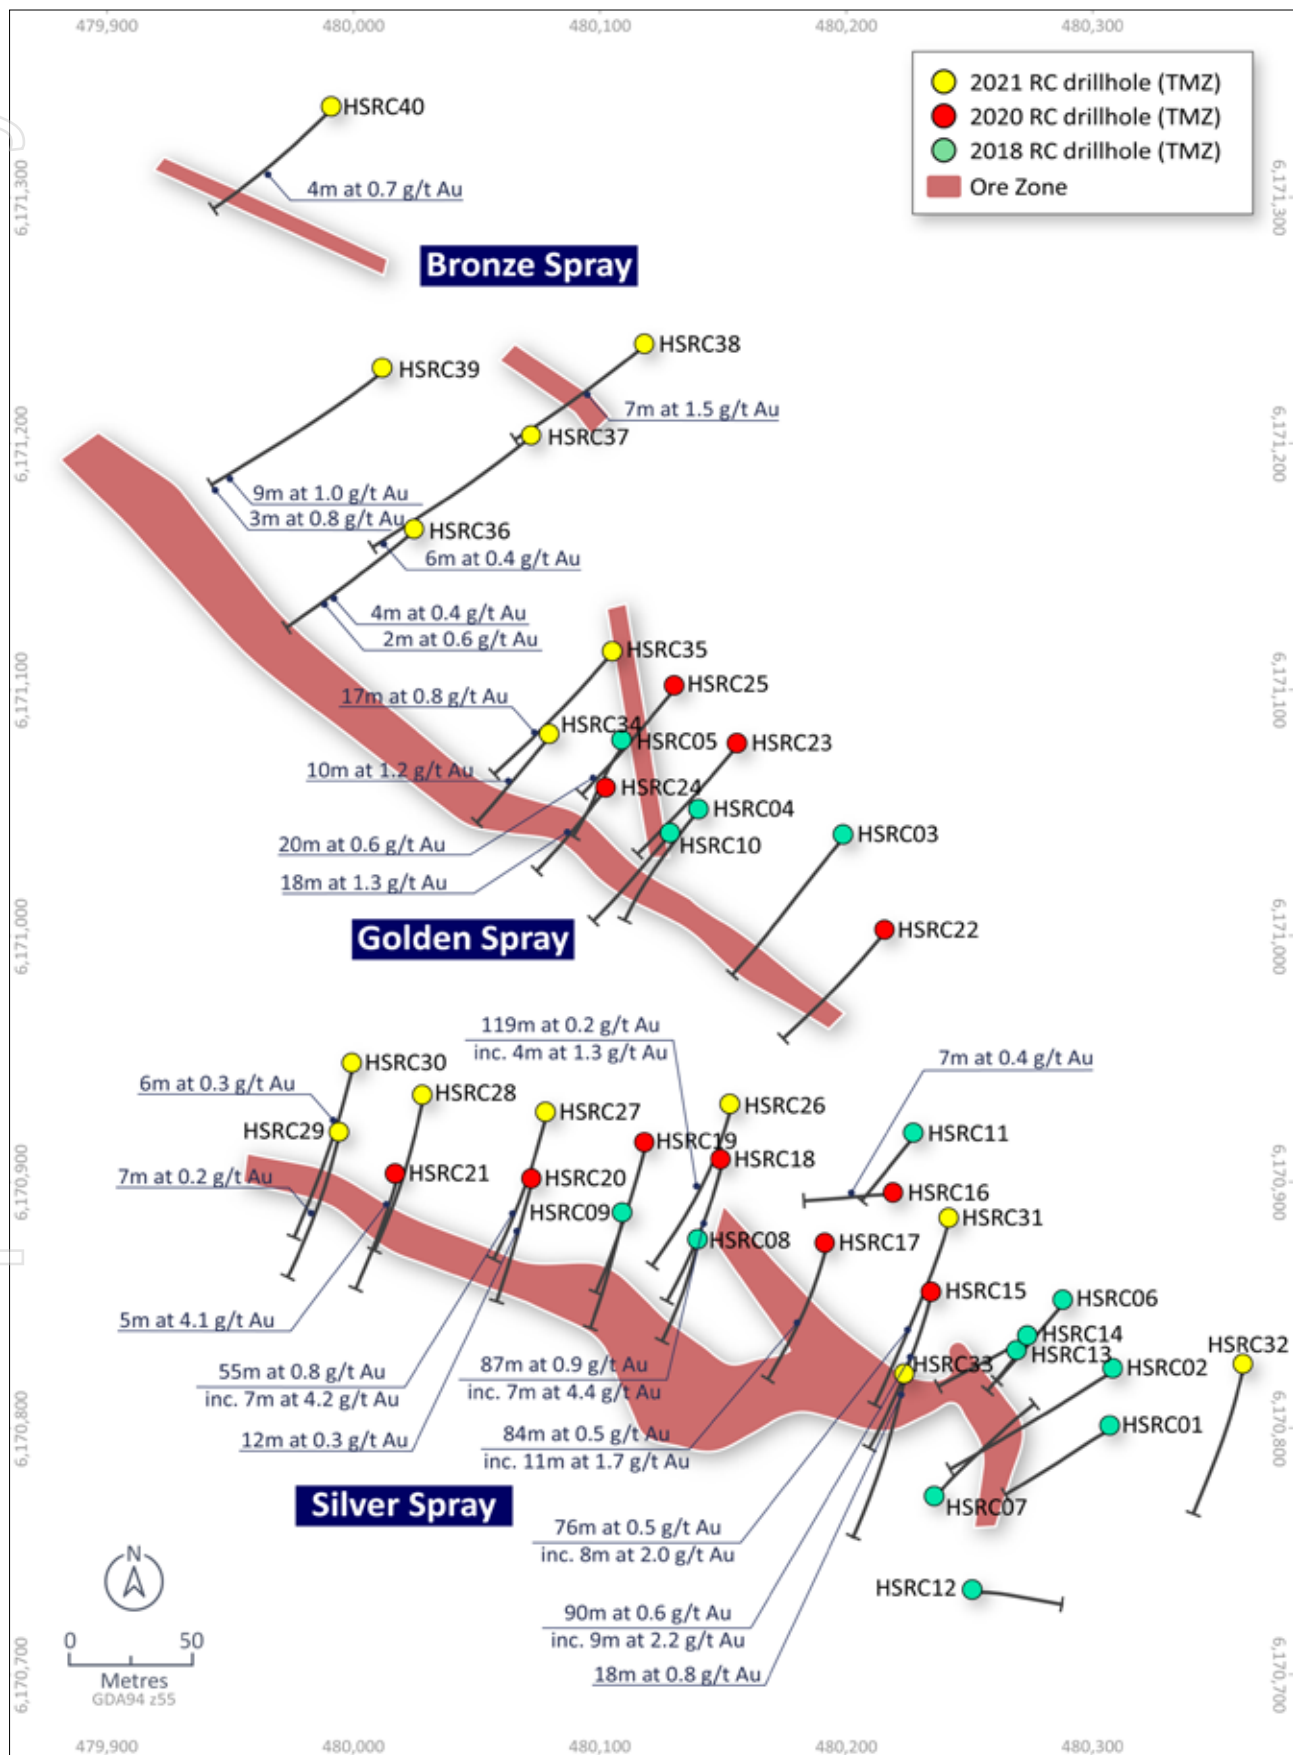 479,900 480,000 480,100 480,200 480,300
2021 RC drillhole (TMZ)
2020 RC drillhole (TMZ)
2018 RC drillhole (TMZ)
Ore Zone
HSRC40
6,171,300
6,171,300
4m at 0.7 g/t Au
Bronze Spray
HSRC38
HSRC39
7m at 1.5 g/t Au
HSRC37
6,171,200
6,171,200
9m at 1.0 g/t Au
3m at 0.8 g/t Au
HSRC36
6m at 0.4 g/t Au
4m at 0.4 g/t Au
2m at 0.6 g/t Au
HSRC35
HSRC25
6,171,100
6,171,100
17m at 0.8 g/t Au
HSRC34
HSRC05
HSRC23
10m at 1.2 g/t Au
HSRC24
HSRC04
HSRC03
20m at 0.6 g/t Au
HSRC10
18m at 1.3 g/t Au
6,171,000
6,171,000
Golden Spray
HSRC22
119m at 0.2 g/t Au
inc. 4m at 1.3 g/t Au
7m at 0.4 g/t Au
HSRC30
6m at 0.3 g/t Au
HSRC28
HSRC27
HSRC26
HSRC29
HSRC19
HSRC11
HSRC18
7m at 0.2 g/t Au
HSRC21
HSRC20
HSRC16
6,170,900
6,170,900
HSRC09
HSRC31
HSRC08
HSRC17
HSRC15
HSRC06
5m at 4.1 g/t Au
HSRC14
HSRC13
HSRC32
HSRC33
HSRC02
55m at 0.8 g/t Au
inc. 7m at 4.2 g/t Au
87m at 0.9 g/t Au
inc. 7m at 4.4 g/t Au
HSRC01
12m at 0.3 g/t Au
84m at 0.5 g/t Au
inc. 11m at 1.7 g/t Au
6,170,800
6,170,800
Silver Spray
HSRC07
76m at 0.5 g/t Au
inc. 8m at 2.0 g/t Au
HSRC12
90m at 0.6 g/t Au
inc. 9m at 2.2 g/t Au
18m at 0.8 g/t Au
N
0 50
Metres
GDA94 z55
6,170,700
6,170,700
479,900 480,000 480,100 480,200 480,300